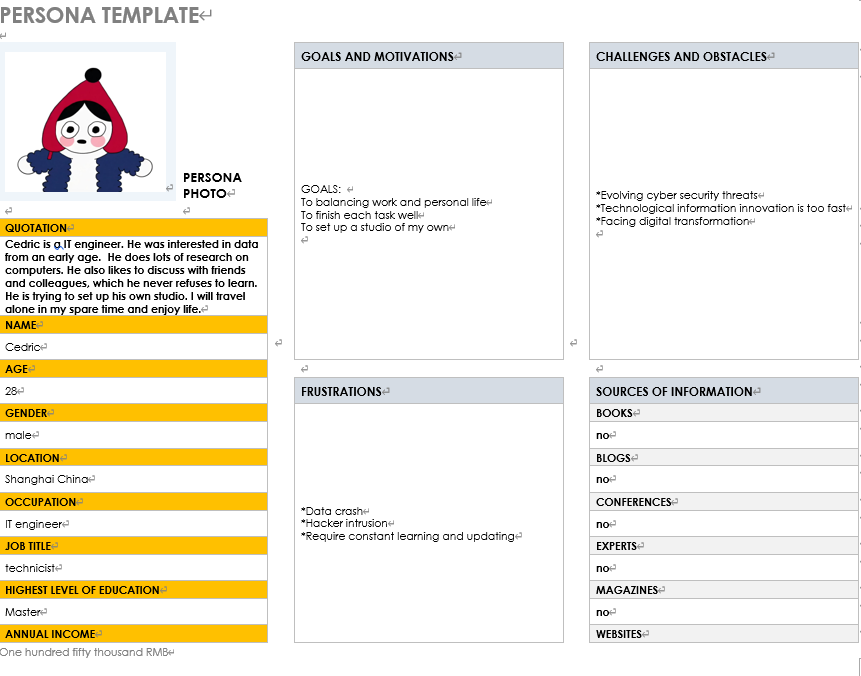 PERSONA TEMPLATE
PERSONA
PHOTO
QUOTATION
Cedric is a IT engineer. He was interested in data
from an early age.  He does lots of research on
computers. He also likes to discuss with friends
and colleagues, which he never refuses to learn.
He is trying to set up his own studio. I will travel
alone in my spare time and enjoy life.
NAME
Cedric
AGE
28
GENDER
male
LOCATION
Shanghai China
OCCUPATION
IT engineer
JOB TITLE
technicist
HIGHEST LEVEL OF EDUCATION
Master
ANNUAL INCOME
One hundred fifty thousand RMB
GOALS AND MOTIVATIONS
GOALS:
To balancing work and personal life
To finish each task well
To set up a studio of my own
FRUSTRATIONS
*Data crash
*Hacker intrusion
*Require constant learning and updating
CHALLENGES AND OBSTACLES
*Evolving cyber security threats
*Technological information innovation is too fast
*Facing digital transformation
SOURCES OF INFORMATION
BOOKS
no
BLOGS
no
CONFERENCES
no
EXPERTS
no
MAGAZINES
no
WEBSITES